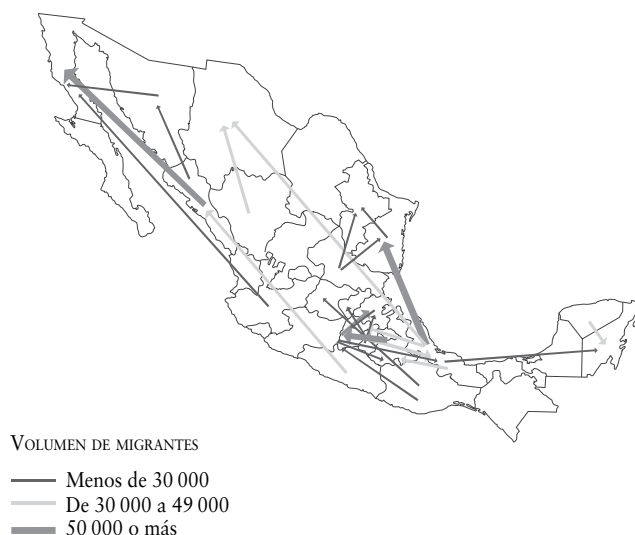 VOLUMEN DE MIGRANTES
Menos de 30 000
De 30 000 a 49 000
50 000 o más